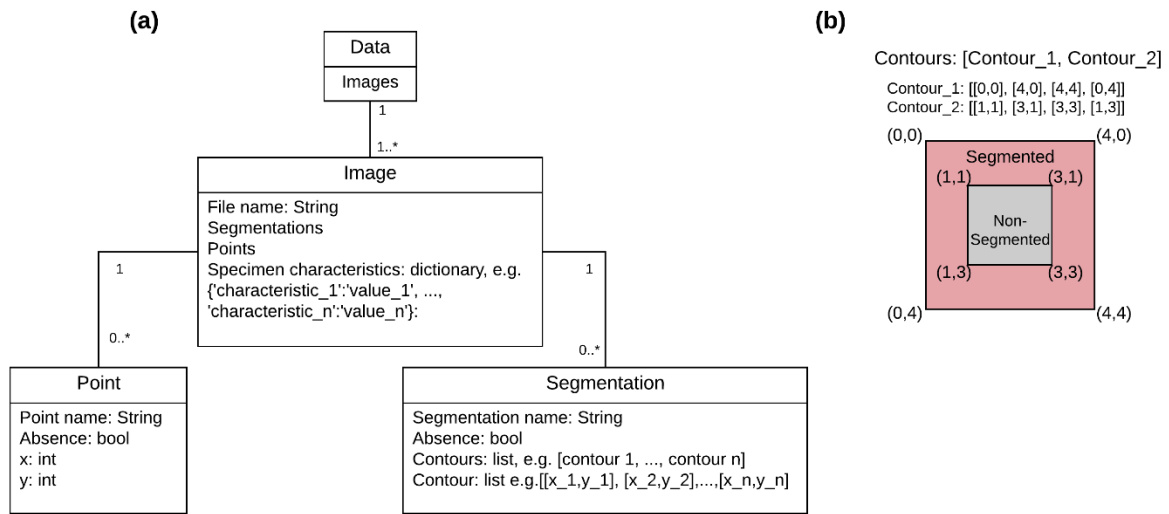 (a)
Data
Images
1
1..*
Image
File name: String
Segmentations
Points
Specimen characteristics: dictionary, e.g.
{'characteristic_1':'value_1', ...,
'characteristic_n':'value_n'}:
1
0..*
1
0..*
Point
Point name: String
Absence: bool
x: int
y: int
Segmentation
Segmentation name: String
Absence: bool
Contours: list, e.g. [contour 1, ..., contour n]
Contour: list e.g.[[x_1,y_1], [x_2,y_2],...,[x_n,y_n]
(b)
Contours: [Contour_1, Contour_2]
Contour_1: [[0,0], [4,0], [4,4], [0,4]]
Contour_2: [[1,1], [3,1], [3,3], [1,3]]
(0,0) (4,0)
Segmented
(1,1) (3,1)
Non-
Segmented
(1,3) (3,3)
(0,4) (4,4)